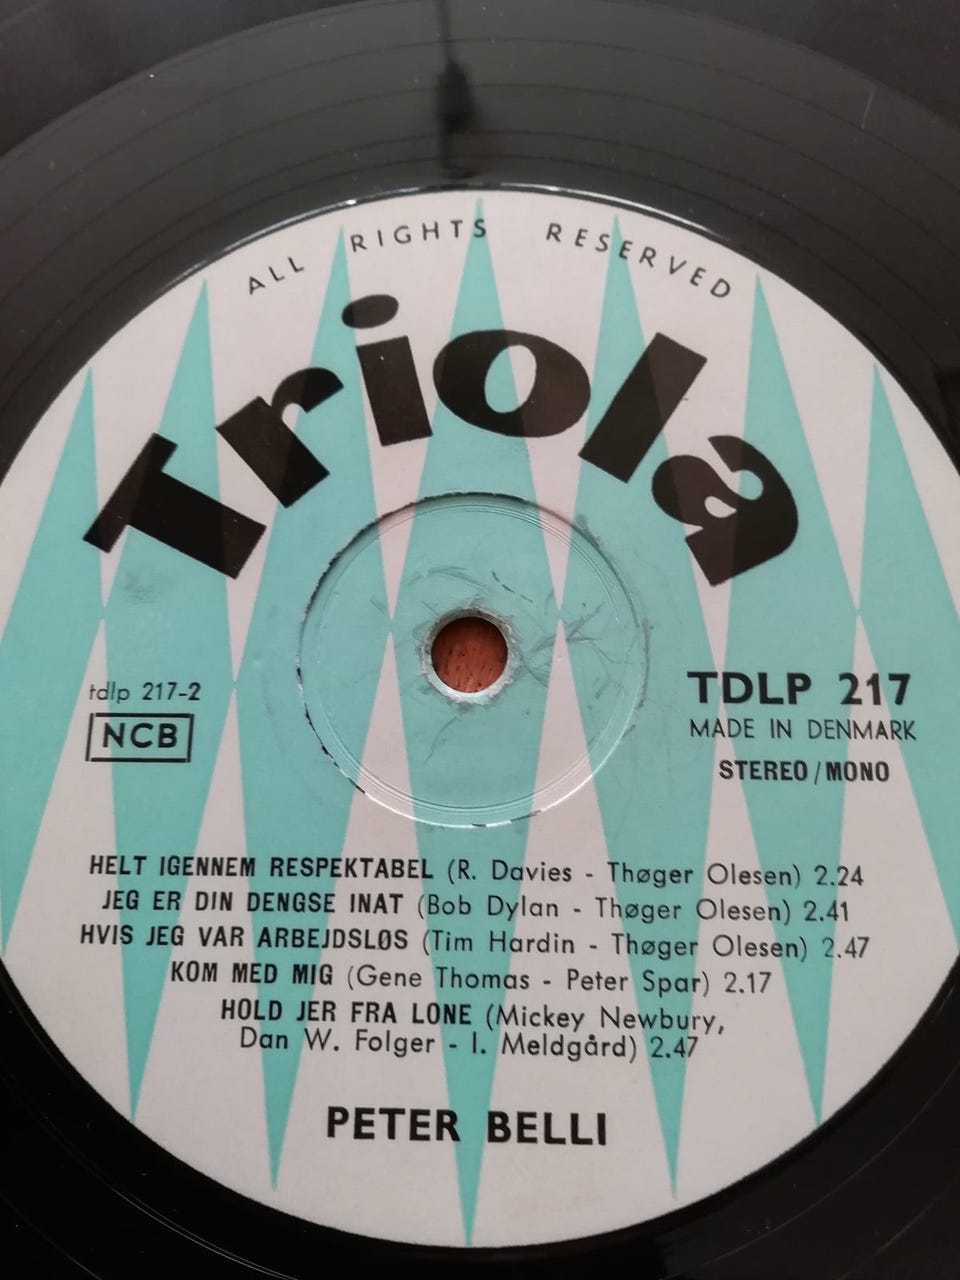 ALL RIGHTS RESERVED
Triola
tdlp 217-2
NCB
TDLP 217
MADE IN DENMARK
STEREO/MONO
HELT IGENNEM RESPEKTABEL (R. Davies - Thøger Olesen) 2.24
JEG ER DIN DENGSE INAT (Bob Dylan - Thøger Olesen) 2.41
HVIS JEG VAR ARBEJDSLØS (Tim Hardin - Thøger Olesen) 2.47
KOM MED MIG (Gene Thomas - Peter Spar) 2.17
HOLD JER FRA LONE (Mickey Newbury,
Dan W. Folger - I. Meldgård) 2.47
PETER BELLI